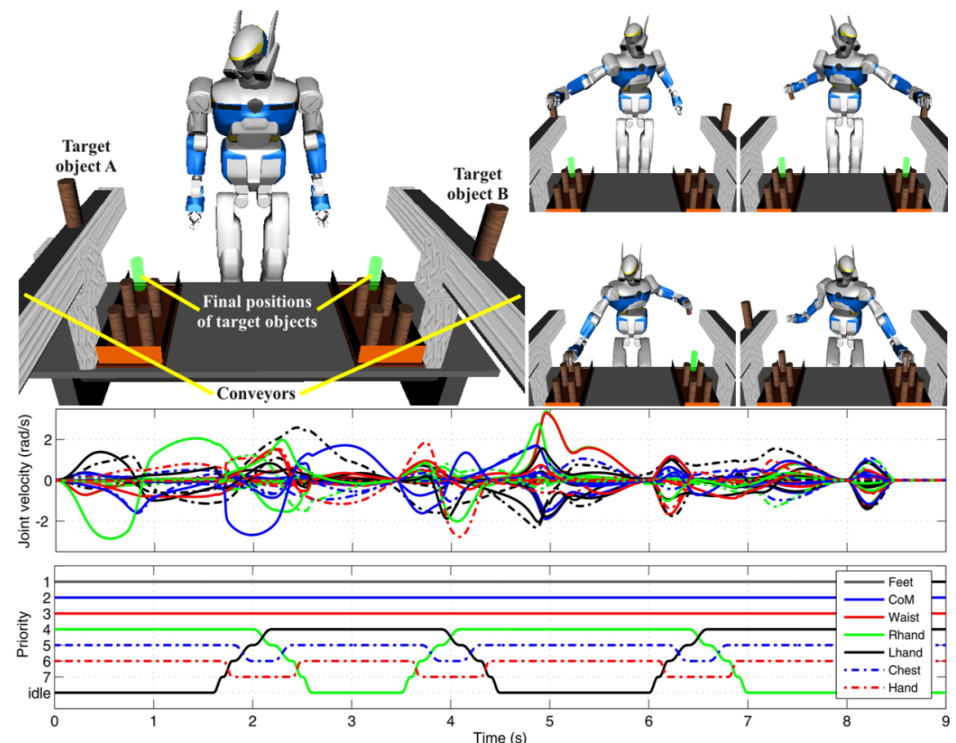 Target
object A
Target
object B
Final positions
of target objects
Conveyors
Joint velocity (rad/s)
2
0
-2
Priority
1
2
3
4
5
6
7
idle
Feet
CoM
Waist
Rhand
Lhand
Chest
Hand
0 1 2 3 4 5 6 7 8 9
Time (s)